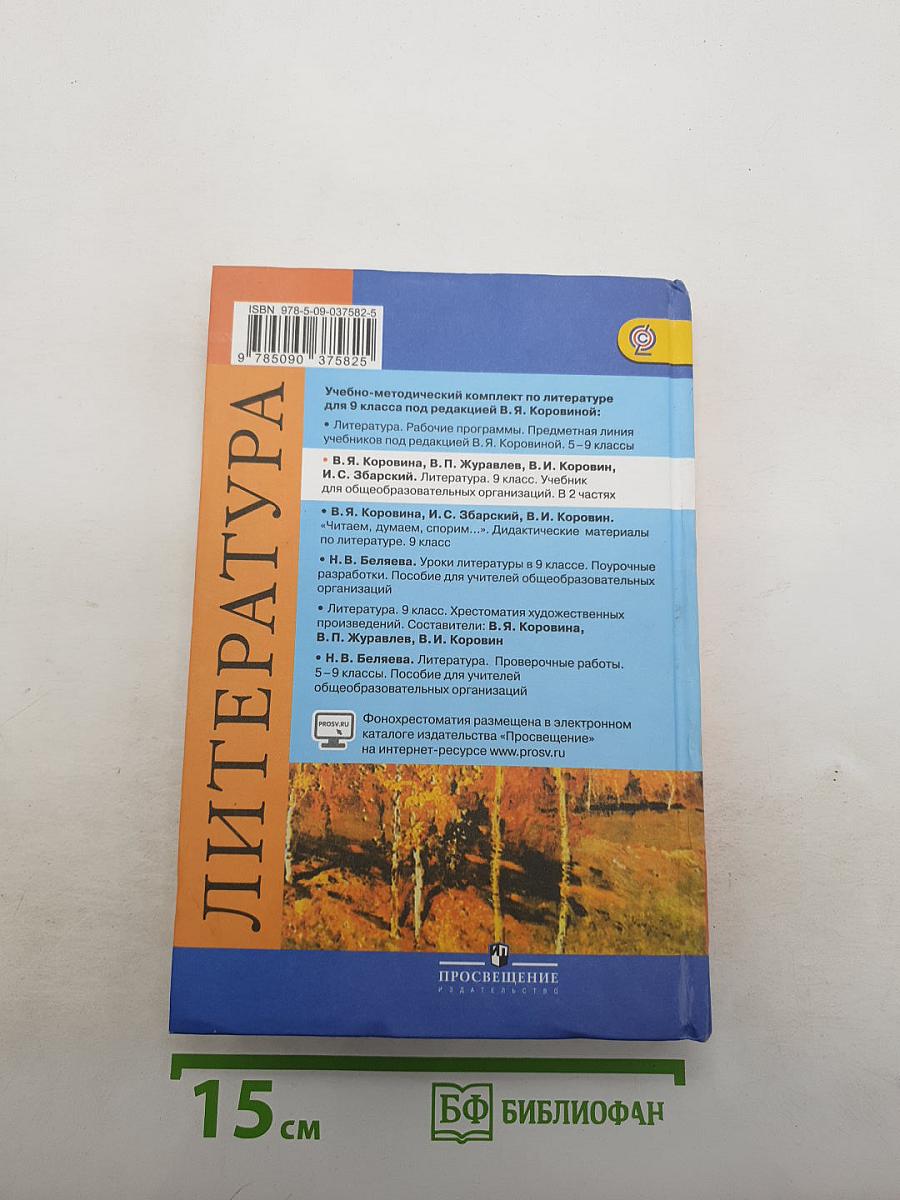 ISBN 978-5-09-037582-5
9 785090 375825
ЛИТЕРАТУРА
Учебно-методический комплект по литературе
для 9 класса под редакцией В. Я. Коровиной:
• Литература. Рабочие программы. Предметная линия
учебников под редакцией В. Я. Коровиной. 5–9 классы
• В. Я. Коровина, В. П. Журавлев, В. И. Коровин,
И. С. Збарский. Литература. 9 класс. Учебник
для общеобразовательных организаций. В 2 частях
• В. Я. Коровина, И. С. Збарский, В. И. Коровин.
«Читаем, думаем, спорим...». Дидактические материалы
по литературе. 9 класс
• Н. В. Беляева. Уроки литературы в 9 классе. Поурочные
разработки. Пособие для учителей общеобразовательных
организаций
• Литература. 9 класс. Хрестоматия художественных
произведений. Составители: В. Я. Коровина,
В. П. Журавлев, В. И. Коровин
• Н. В. Беляева. Литература. Проверочные работы.
5–9 классы. Пособие для учителей
общеобразовательных организаций
PROSV.RU
Фонохрестоматия размещена в электронном
каталоге издательства «Просвещение»
на интернет-ресурсе www.prosv.ru
ПРОСВЕЩЕНИЕ
ИЗДАТЕЛЬСТВО
15 см
БФ БИБЛИОФАН